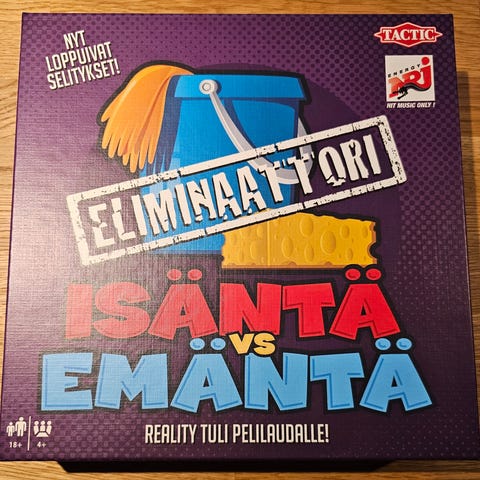 NYT
LOPPUIVAT
SELITYKSET!
TACTIC
ENERGY
NRJ
HIT MUSIC ONLY!
ELIMINAATTORI
ISÄNTÄ
VS
EMÄNTÄ
REALITY TULI PELILAUDALLE!
18+ 4+